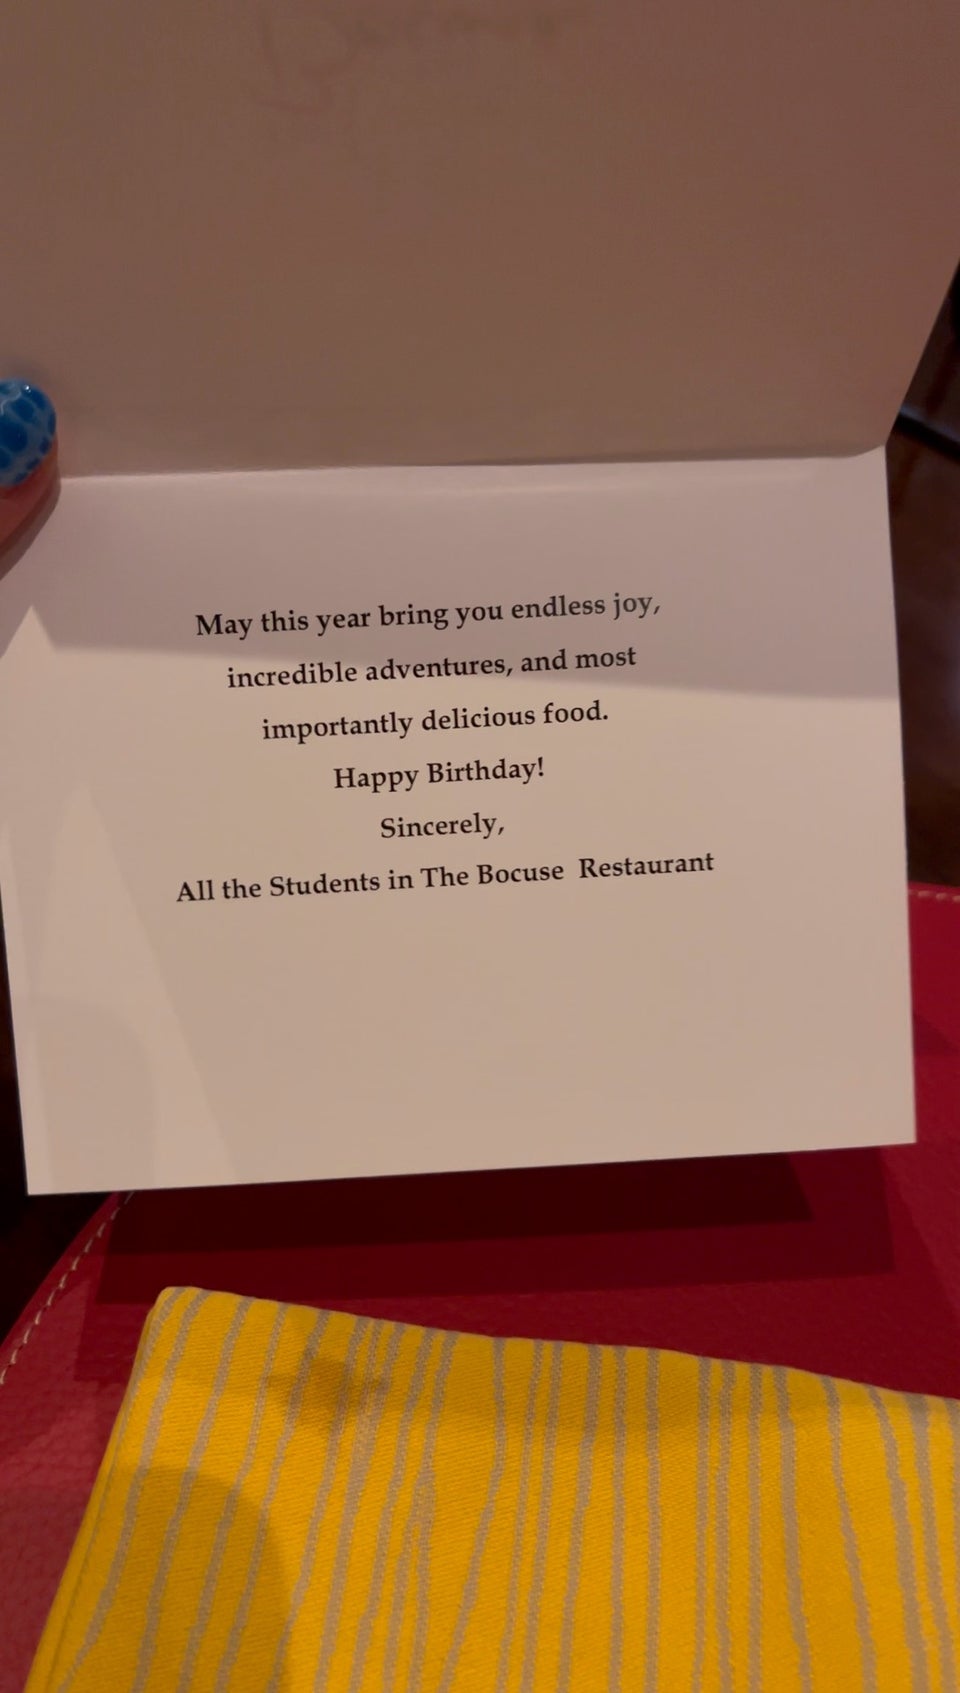 May this year bring you endless joy,
incredible adventures, and most
importantly delicious food.
Happy Birthday!
Sincerely,
All the Students in The Bocuse  Restaurant